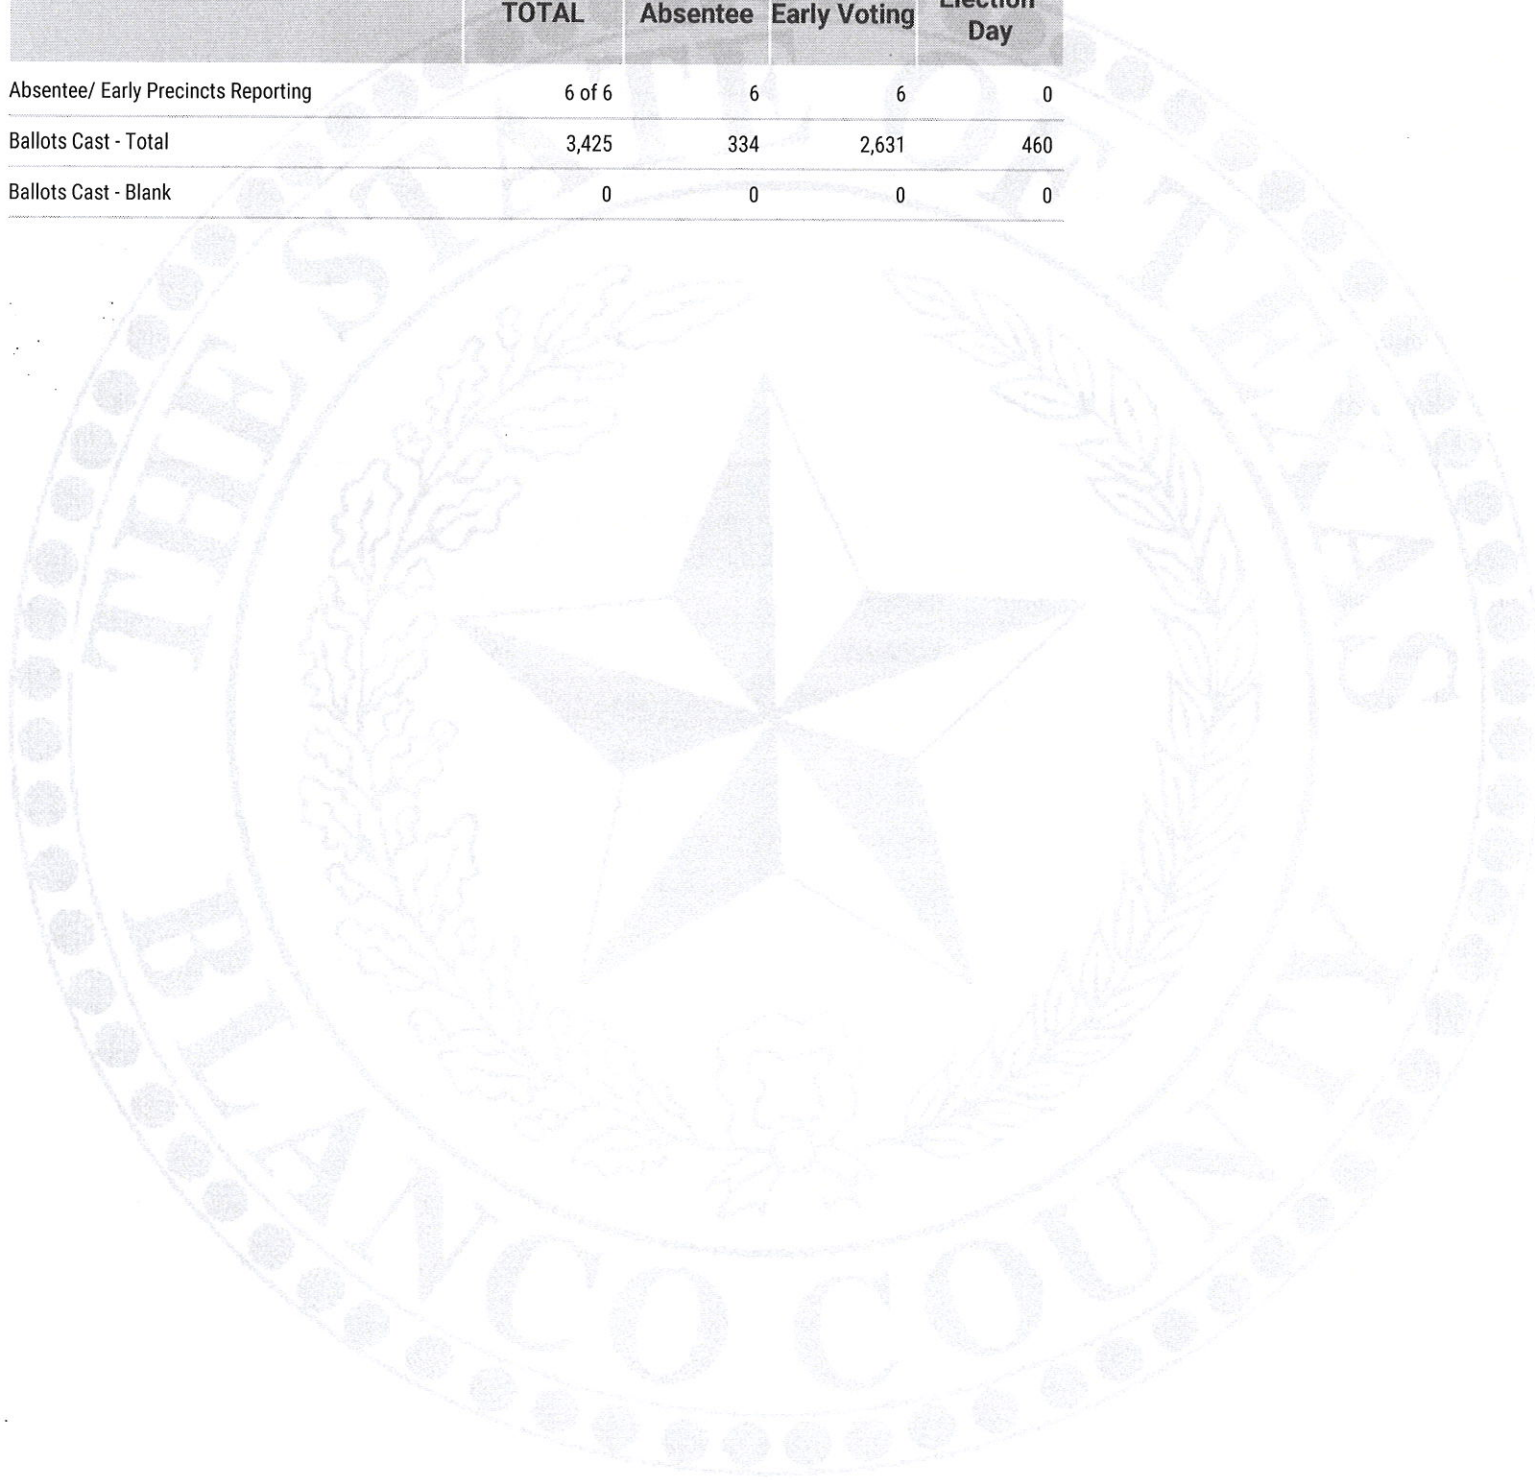 TOTAL Absentee Early Voting Election Day
Absentee/ Early Precincts Reporting 6 of 6 6 6 0
Ballots Cast - Total 3,425 334 2,631 460
Ballots Cast - Blank 0 0 0 0
THE STATE OF TEXAS
BLANCO COUNTY